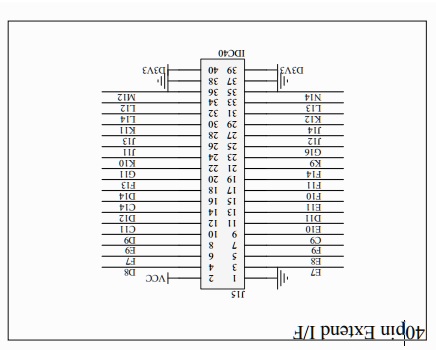 40pin Extend I/F
J15
1 2 VCC
E7 3 4 D8
E8 5 6 F7
F9 7 8 E9
C9 9 10 D9
E10 11 12 C11
D11 13 14 D12
E11 15 16 C14
F10 17 18 D14
F11 19 20 F13
F14 21 22 G11
K9 23 24 K10
G16 25 26 J11
J12 27 28 J13
J14 29 30 K11
K12 31 32 L14
L13 33 34 L12
N14 35 36 M12
37 38
D3V3 39 40 D3V3
IDC40